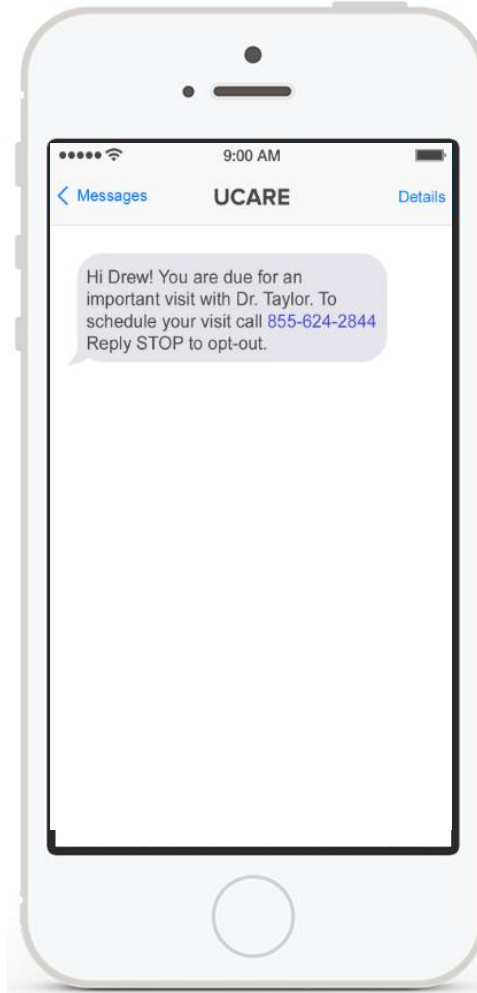 9:00 AM
Messages UCARE Details
Hi Drew! You are due for an
important visit with Dr. Taylor. To
schedule your visit call 855-624-2844
Reply STOP to opt-out.